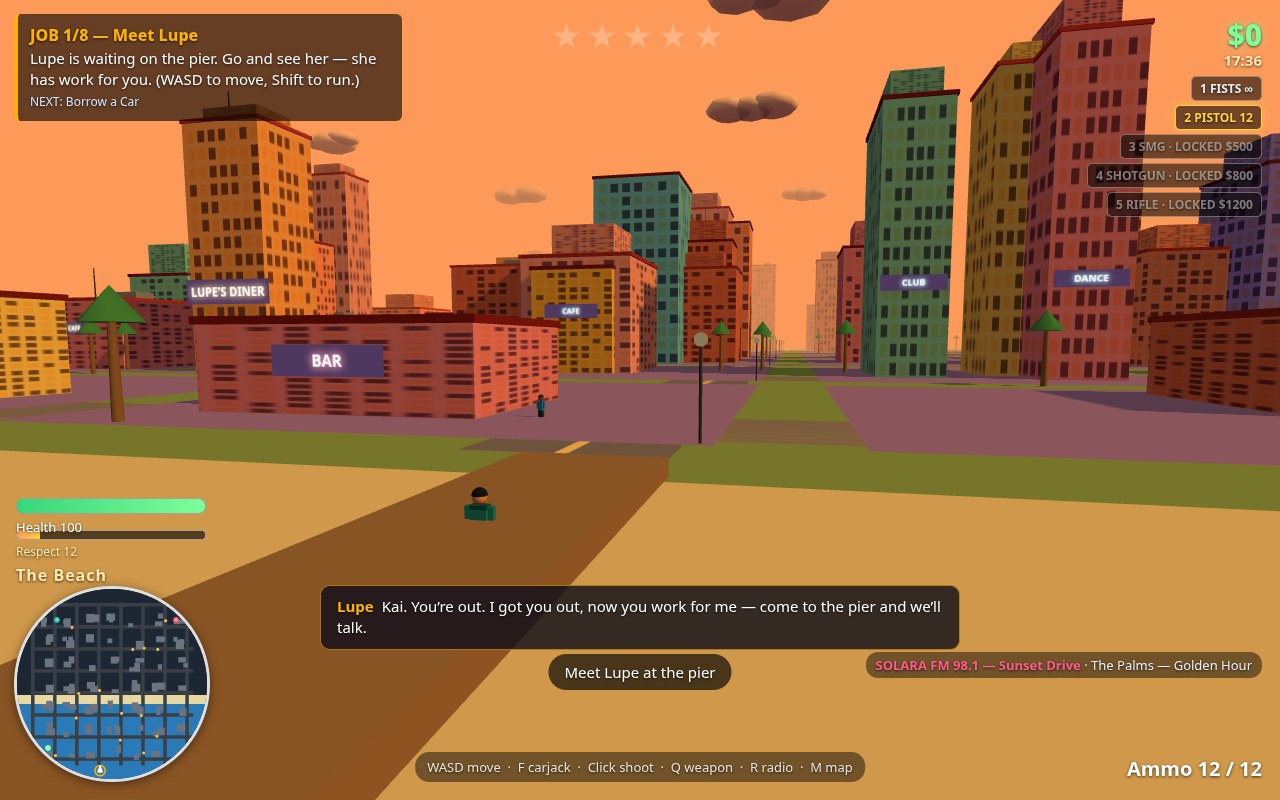 JOB 1/8 — Meet Lupe
Lupe is waiting on the pier. Go and see her — she
has work for you. (WASD to move, Shift to run.)
NEXT: Borrow a Car
$0
17:36
1 FISTS ∞
2 PISTOL 12
3 SMG · LOCKED $500
4 SHOTGUN · LOCKED $800
5 RIFLE · LOCKED $1200
LUPE'S DINER
CLUB
DANCE
CAFE
CAFE
BAR
Health 100
Respect 12
The Beach
Lupe Kai. You’re out. I got you out, now you work for me — come to the pier and we’ll
talk.
Meet Lupe at the pier
SOLARA FM 98.1 — Sunset Drive · The Palms — Golden Hour
WASD move · F carjack · Click shoot · Q weapon · R radio · M map
Ammo 12 / 12